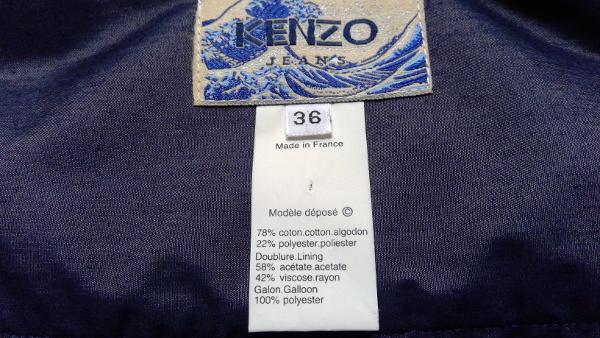 KENZO
JEANS
36
Made in France
Modèle déposé ©
78% coton.cotton.algodon
22% polyester.poliester
Doublure.Lining
58% acétate.acetate
42% viscose.rayon
Galon.Galloon
100% polyester